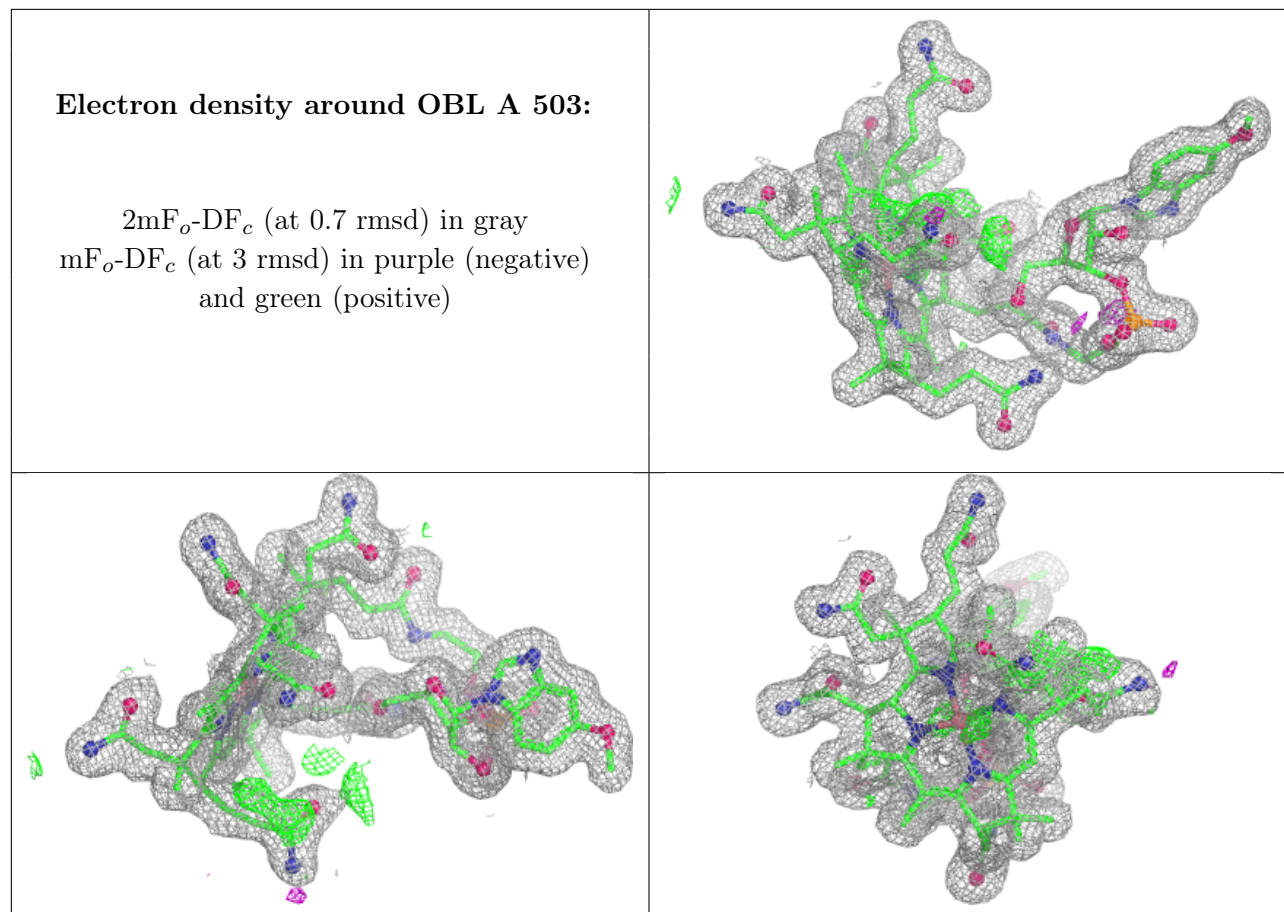 Electron density around OBL A 503:
2mFₒ-DF𝒸 (at 0.7 rmsd) in gray
mFₒ-DF𝒸 (at 3 rmsd) in purple (negative)
and green (positive)